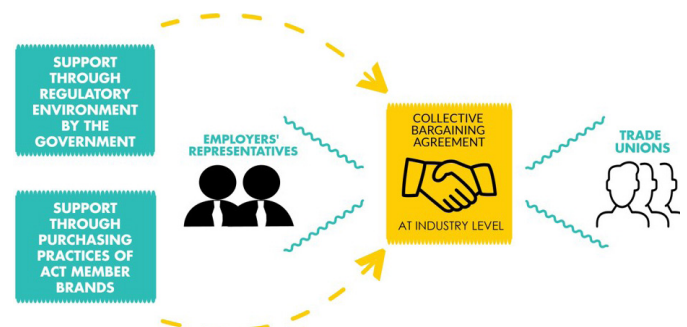 SUPPORT
THROUGH
REGULATORY
ENVIRONMENT
BY THE
GOVERNMENT
SUPPORT
THROUGH
PURCHASING
PRACTICES OF
ACT MEMBER
BRANDS
EMPLOYERS'
REPRESENTATIVES
COLLECTIVE
BARGAINING
AGREEMENT
AT INDUSTRY LEVEL
TRADE
UNIONS